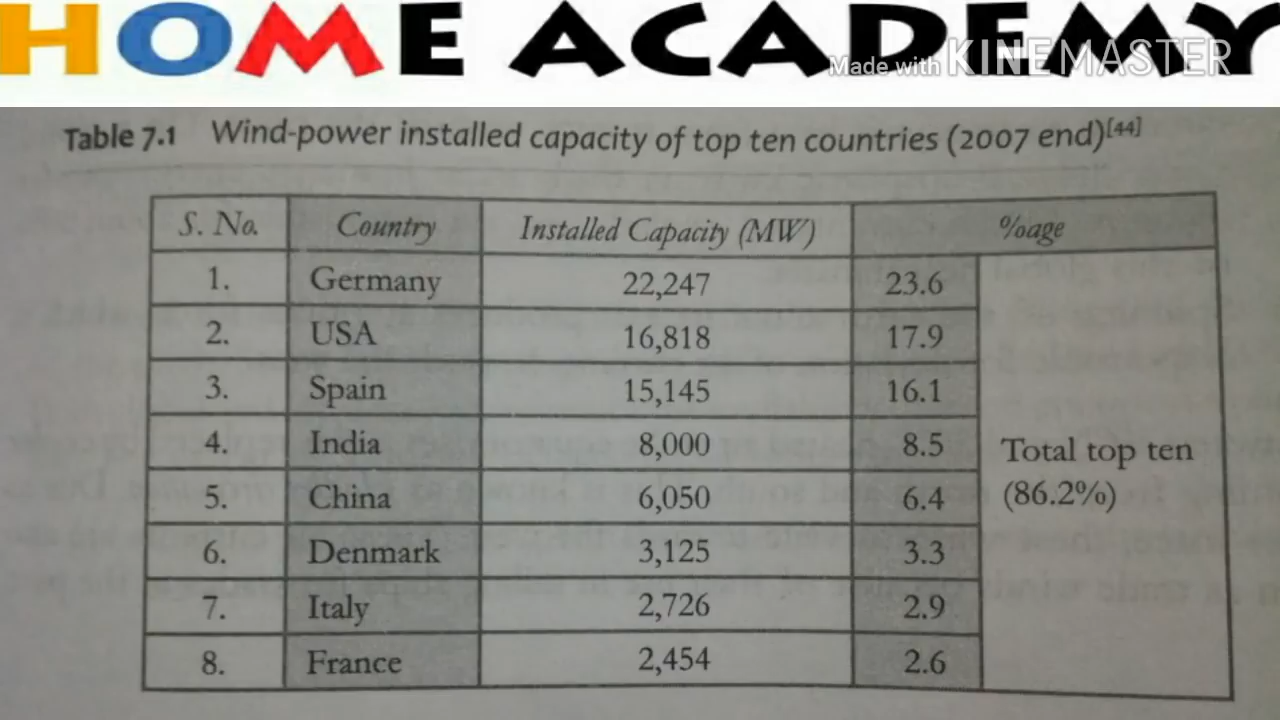 HOME ACADEMY
Made with KINEMASTER
Table 7.1 Wind-power installed capacity of top ten countries (2007 end)[44]
S. No. Country Installed Capacity (MW) %age
1. Germany 22,247 23.6
2. USA 16,818 17.9
3. Spain 15,145 16.1
4. India 8,000 8.5
Total top ten
5. China 6,050 6.4
(86.2%)
6. Denmark 3,125 3.3
7. Italy 2,726 2.9
8. France 2,454 2.6